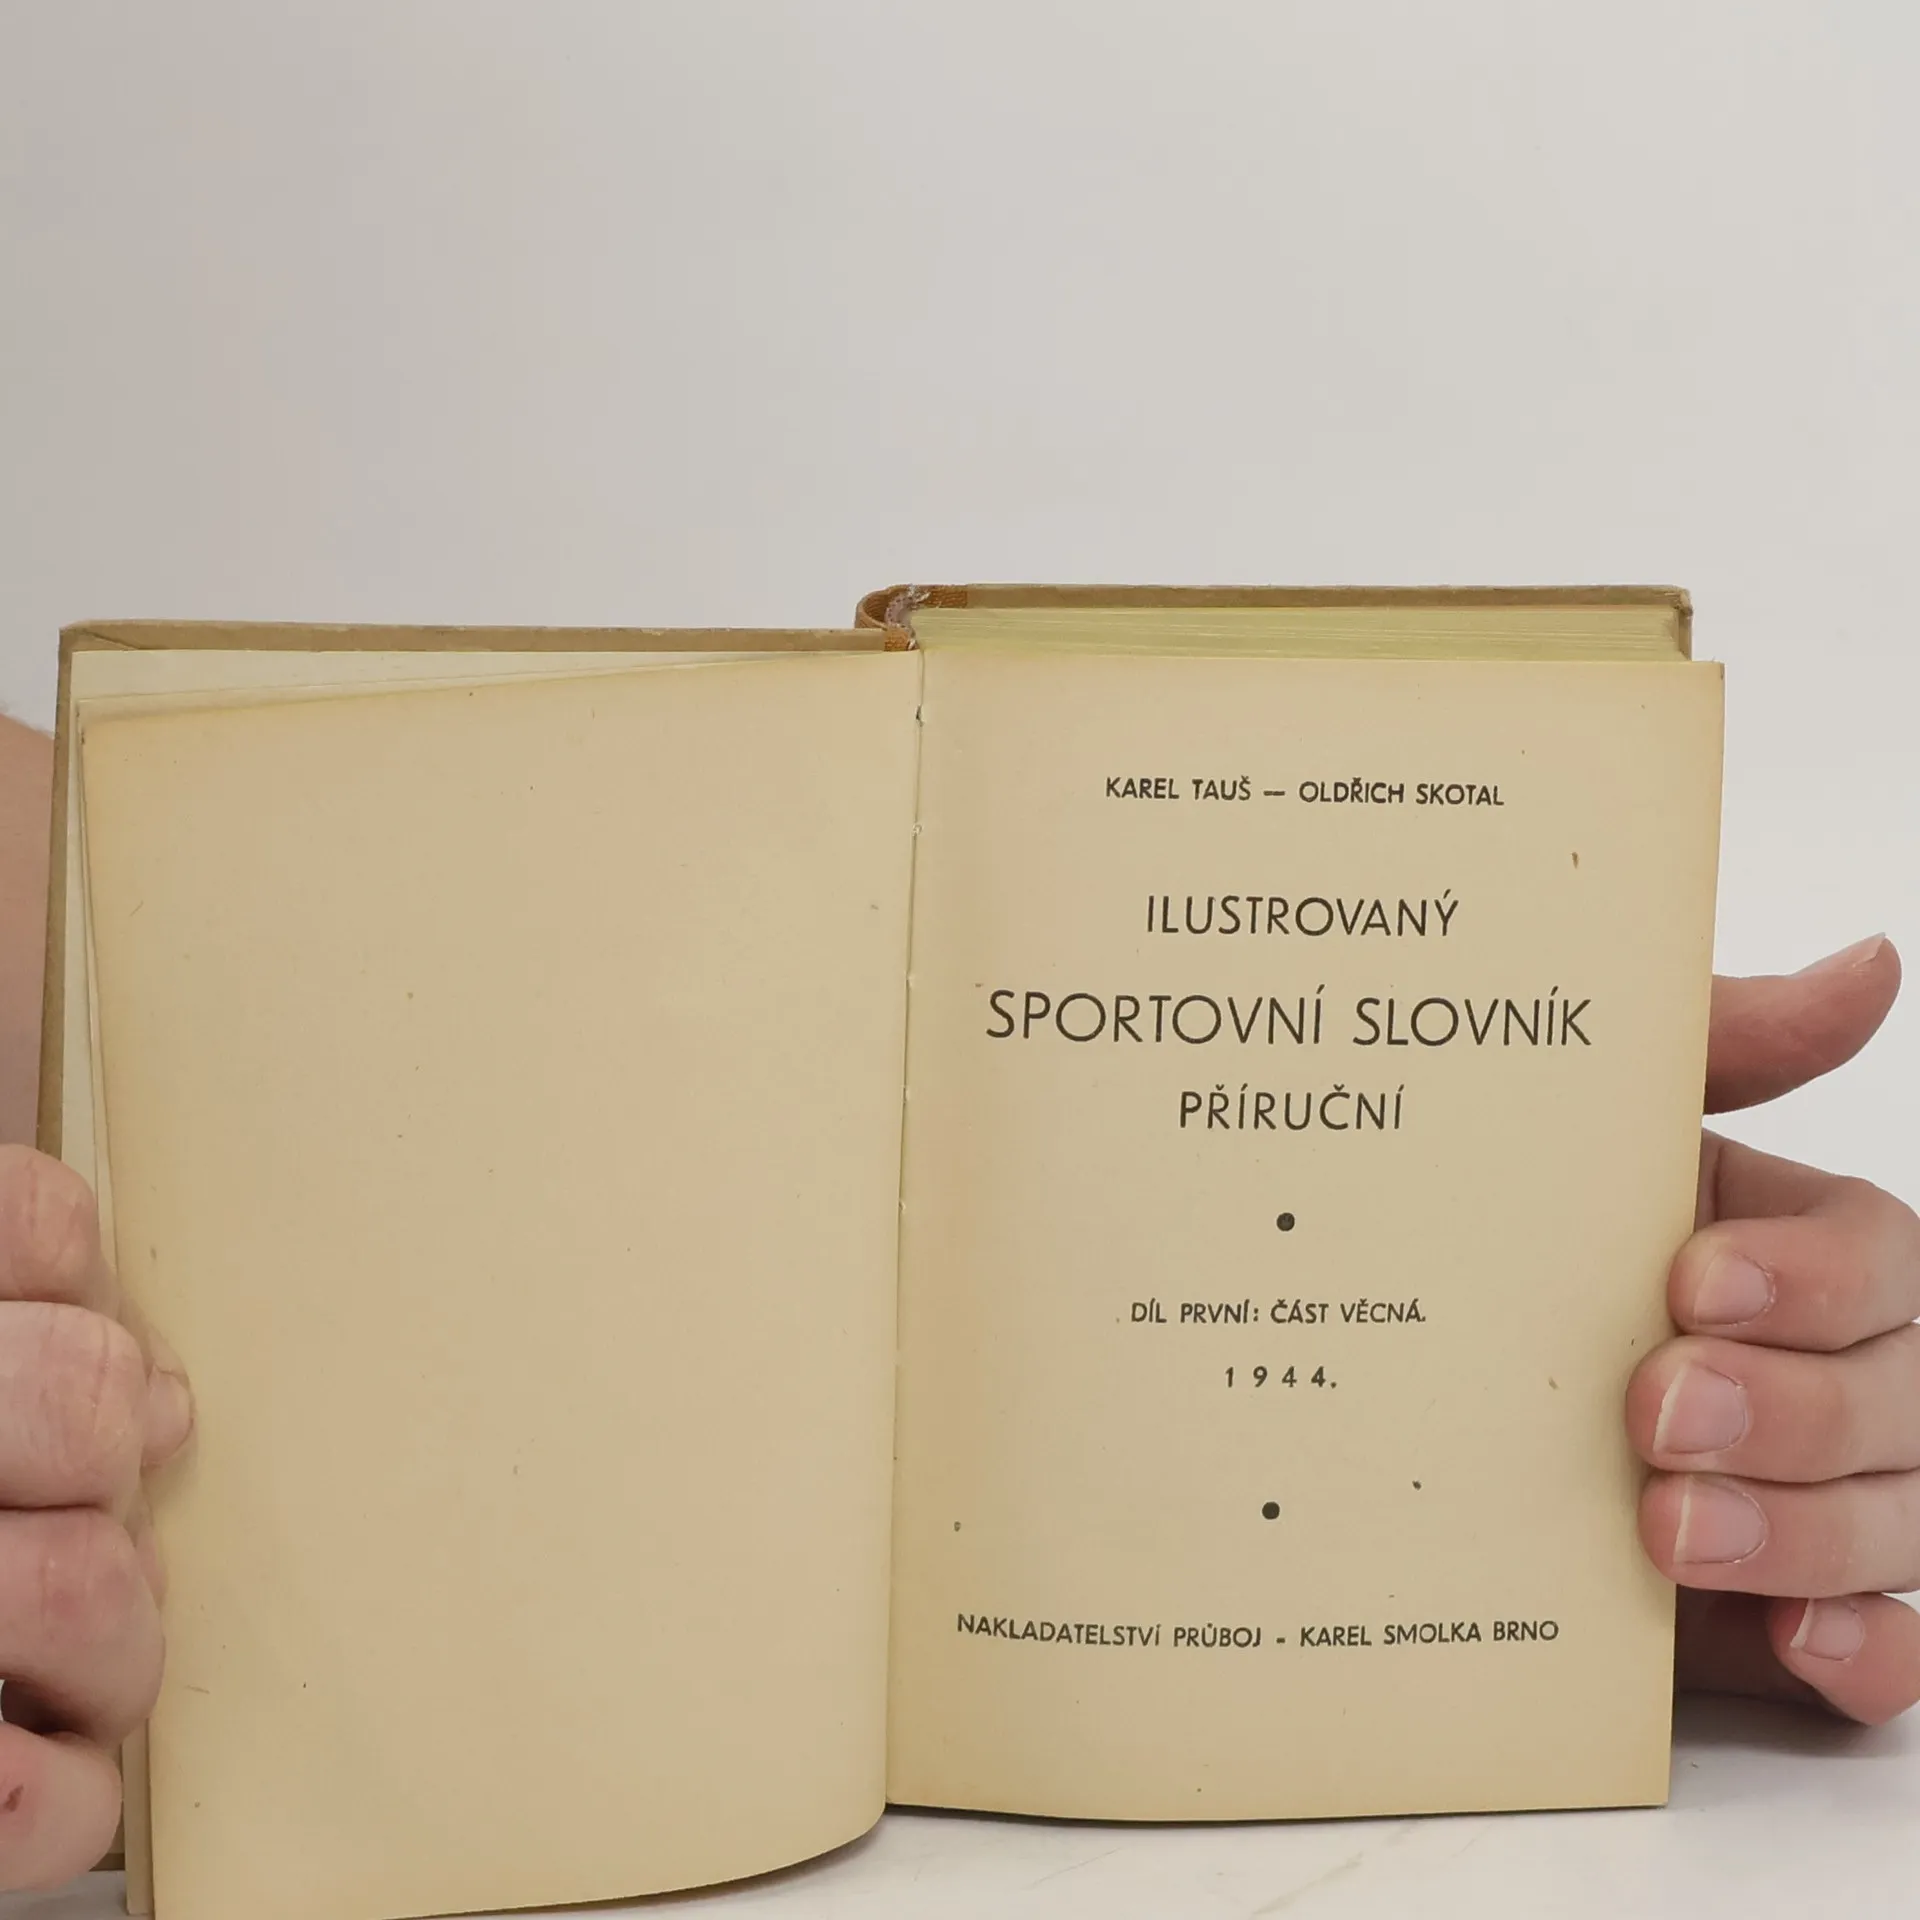 KAREL TAUŠ — OLDŘICH SKOTAL
ILUSTROVANÝ
SPORTOVNÍ SLOVNÍK
PŘÍRUČNÍ
●
DÍL PRVNÍ: ČÁST VĚCNÁ.
1944.
●
NAKLADATELSTVÍ PRŮBOJ - KAREL SMOLKA BRNO